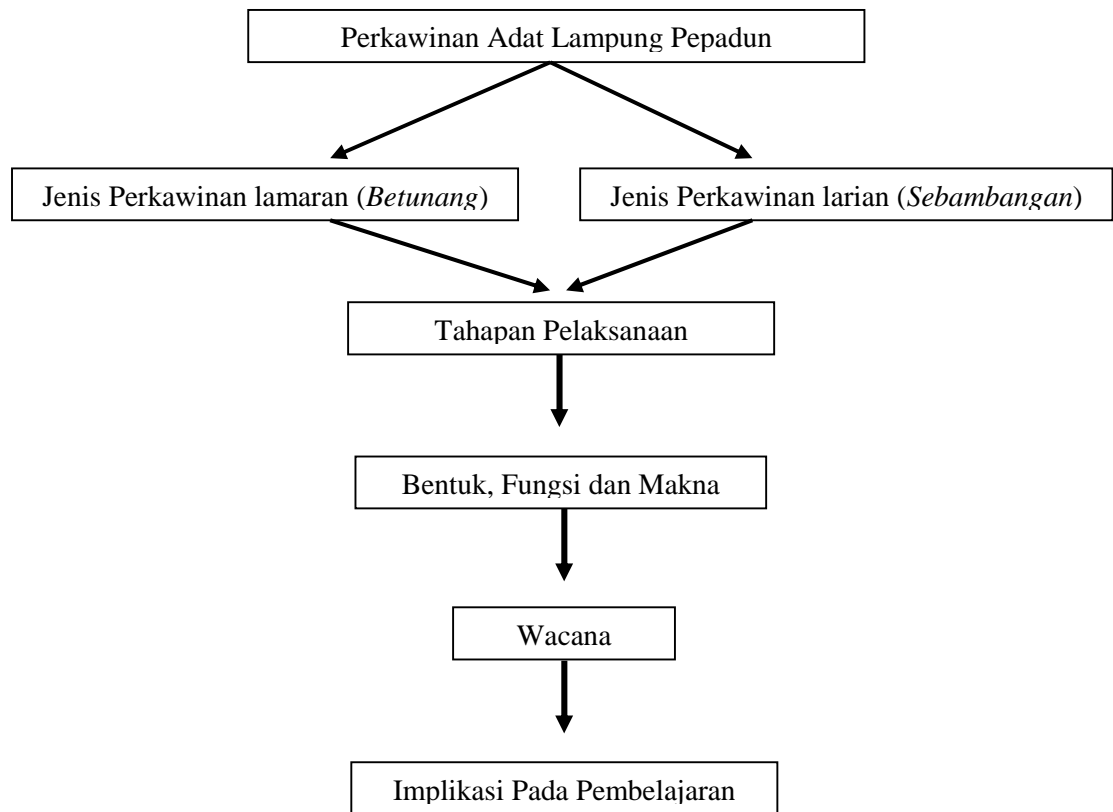 Perkawinan Adat Lampung Pepadun
Jenis Perkawinan lamaran (Betunang)
Jenis Perkawinan larian (Sebambangan)
Tahapan Pelaksanaan
Bentuk, Fungsi dan Makna
Wacana
Implikasi Pada Pembelajaran